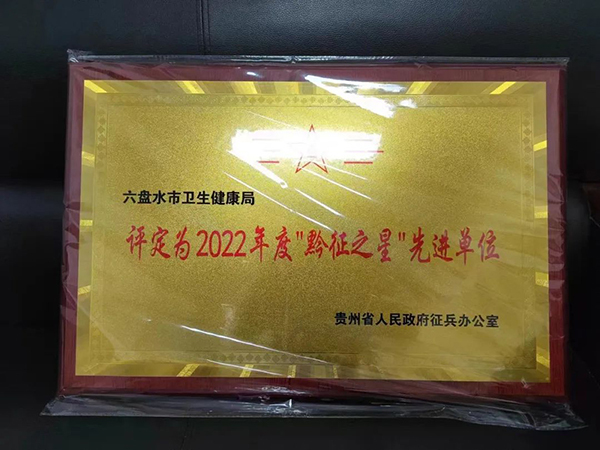 六盘水市卫生健康局
评定为2022年度"黔征之星"先进单位
贵州省人民政府征兵办公室